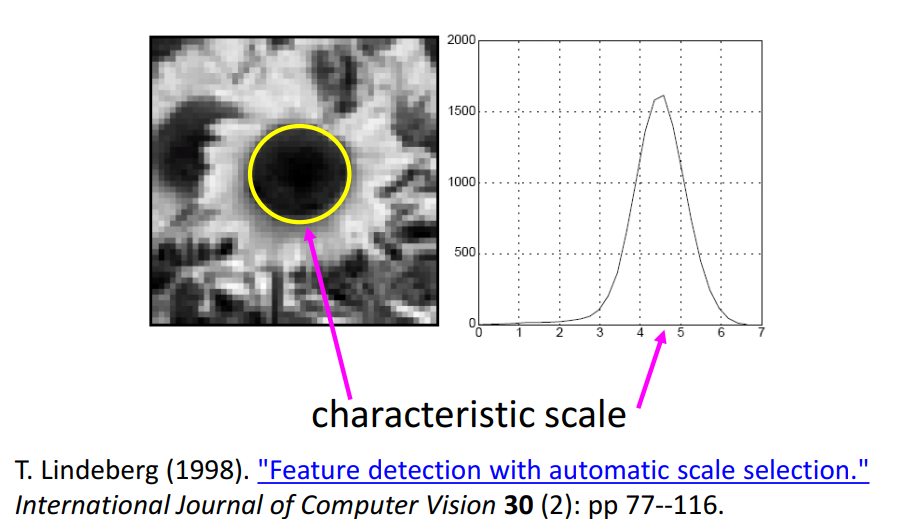 2000
1500
1000
500
0
0 1 2 3 4 5 6 7
characteristic scale
T. Lindeberg (1998). "Feature detection with automatic scale selection."
International Journal of Computer Vision 30 (2): pp 77--116.